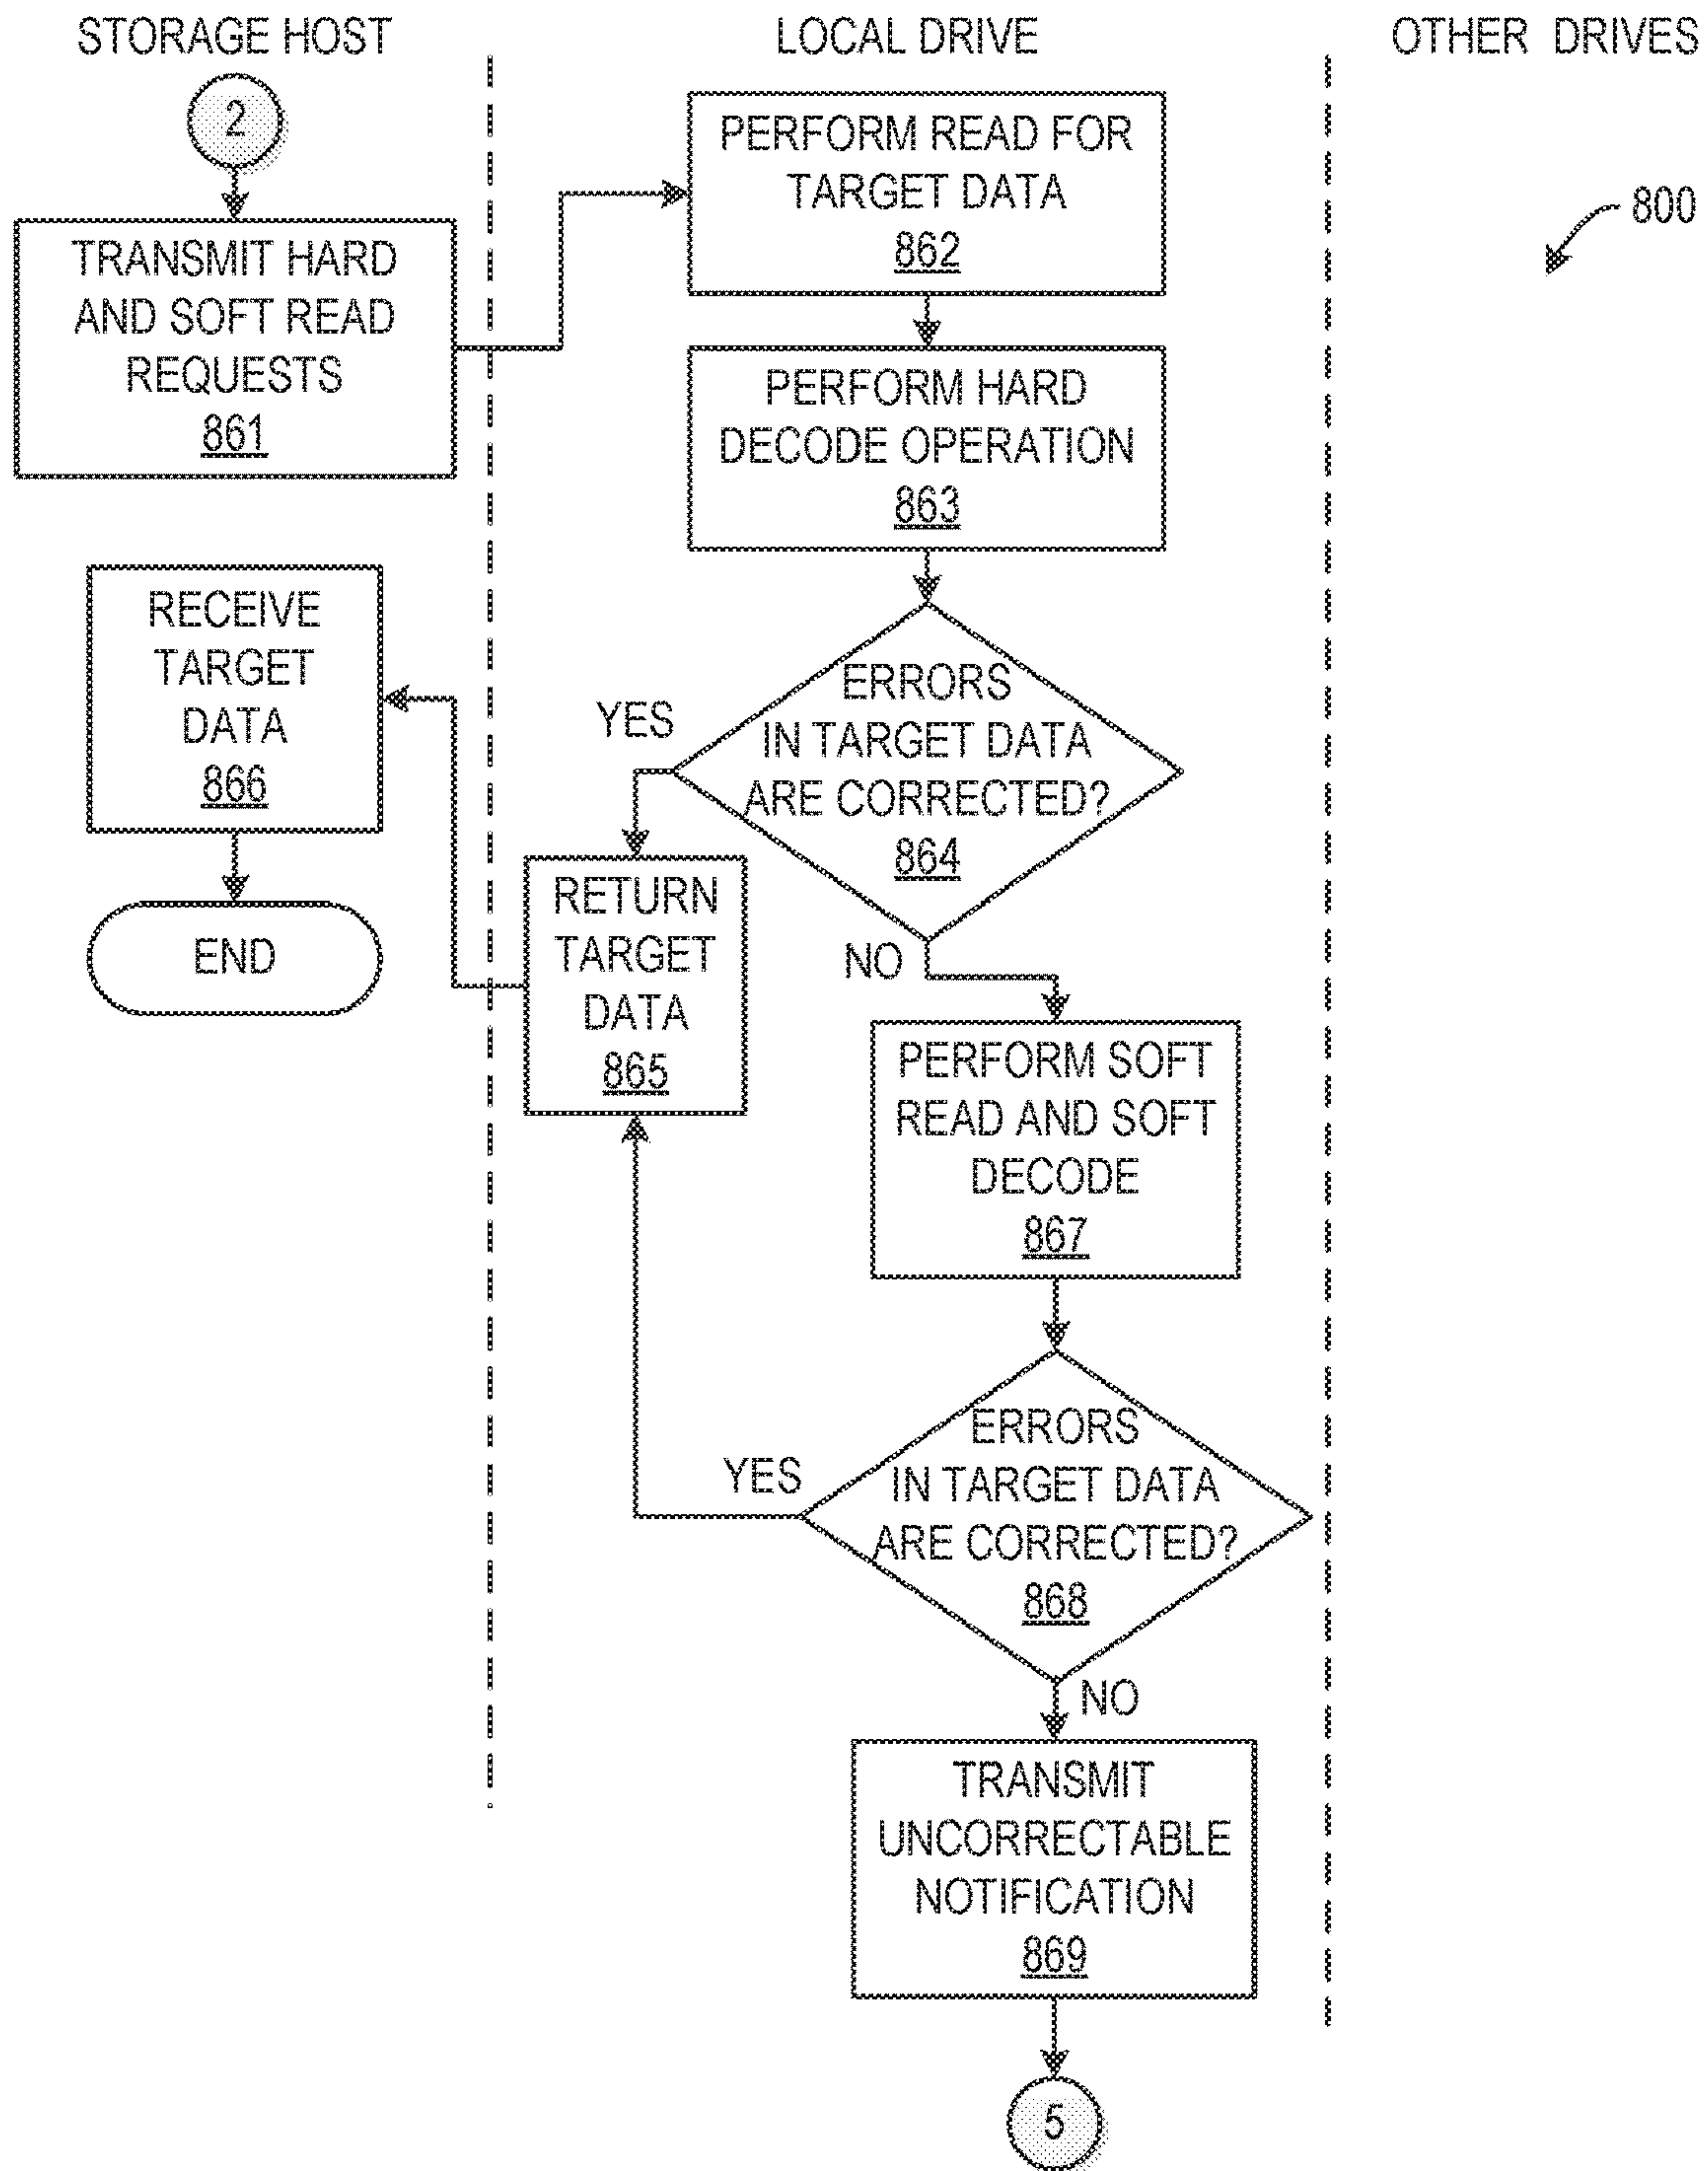 STORAGE HOST
LOCAL DRIVE
OTHER DRIVES
2
TRANSMIT HARD
AND SOFT READ
REQUESTS
861
PERFORM READ FOR
TARGET DATA
862
800
PERFORM HARD
DECODE OPERATION
863
ERRORS
IN TARGET DATA
ARE CORRECTED?
864
YES
NO
RETURN
TARGET
DATA
865
RECEIVE
TARGET
DATA
866
END
PERFORM SOFT
READ AND SOFT
DECODE
867
ERRORS
IN TARGET DATA
ARE CORRECTED?
868
YES
NO
TRANSMIT
UNCORRECTABLE
NOTIFICATION
869
5